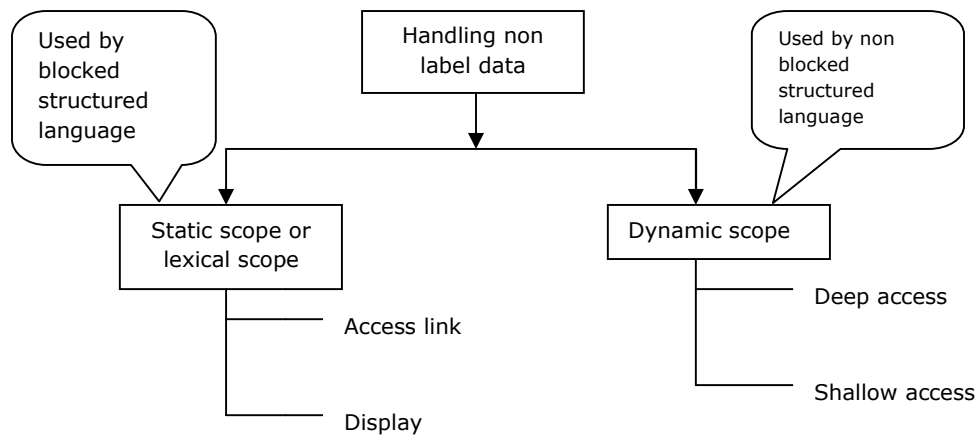 Used by
blocked
structured
language
Handling non
label data
Used by non
blocked
structured
language
Static scope or
lexical scope
Dynamic scope
Access link
Display
Deep access
Shallow access